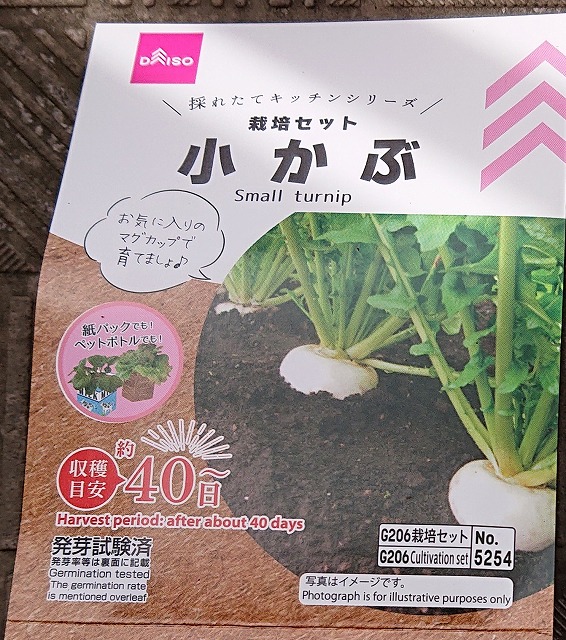 DAISO
採れたてキッチンシリーズ
栽培セット
小かぶ
Small turnip
お気に入りの
マグカップで
育てましょ♪
紙パックでも!
ペットボトルでも!
収穫
目安
約
40~
日
Harvest period: after about 40 days
発芽試験済
発芽率等は裏面に記載
Germination tested
The germination rate
is mentioned overleaf
G206栽培セット
G206 Cultivation set
No.
5254
写真はイメージです。
Photograph is for illustrative purposes only